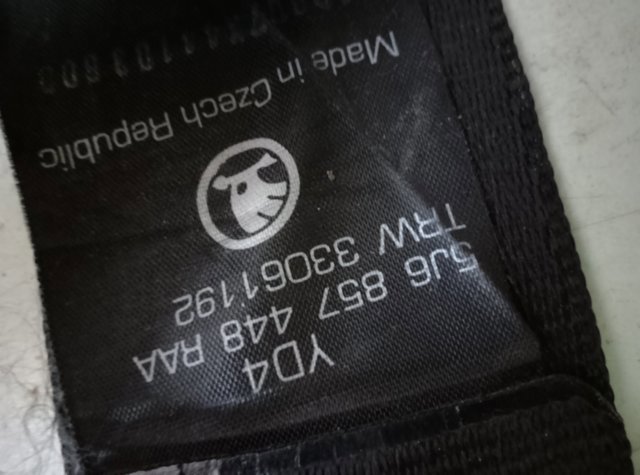 YD4
5J6 857 448 RAA
TRW 33061192
Made in Czech Republic